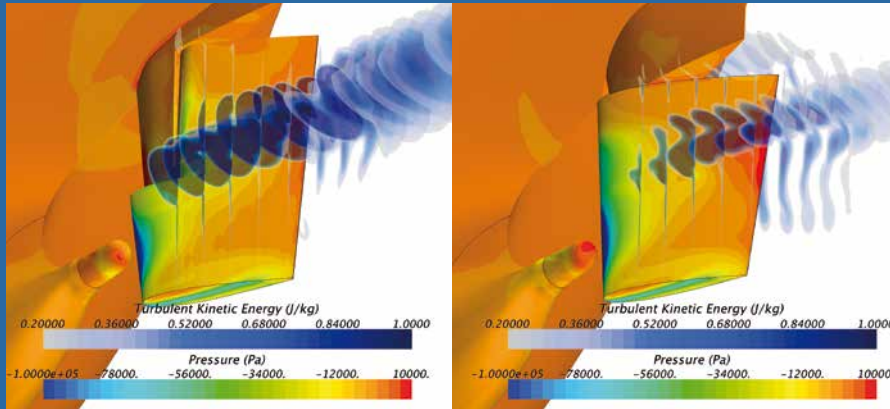 Turbulent Kinetic Energy (J/kg)
0.20000 0.36000 0.52000 0.68000 0.84000 1.0000
Pressure (Pa)
-1.0000e+05 -78000. -56000. -34000. -12000. 10000.
Turbulent Kinetic Energy (J/kg)
0.20000 0.36000 0.52000 0.68000 0.84000 1.0000
Pressure (Pa)
-1.0000e+05 -78000. -56000. -34000. -12000. 10000